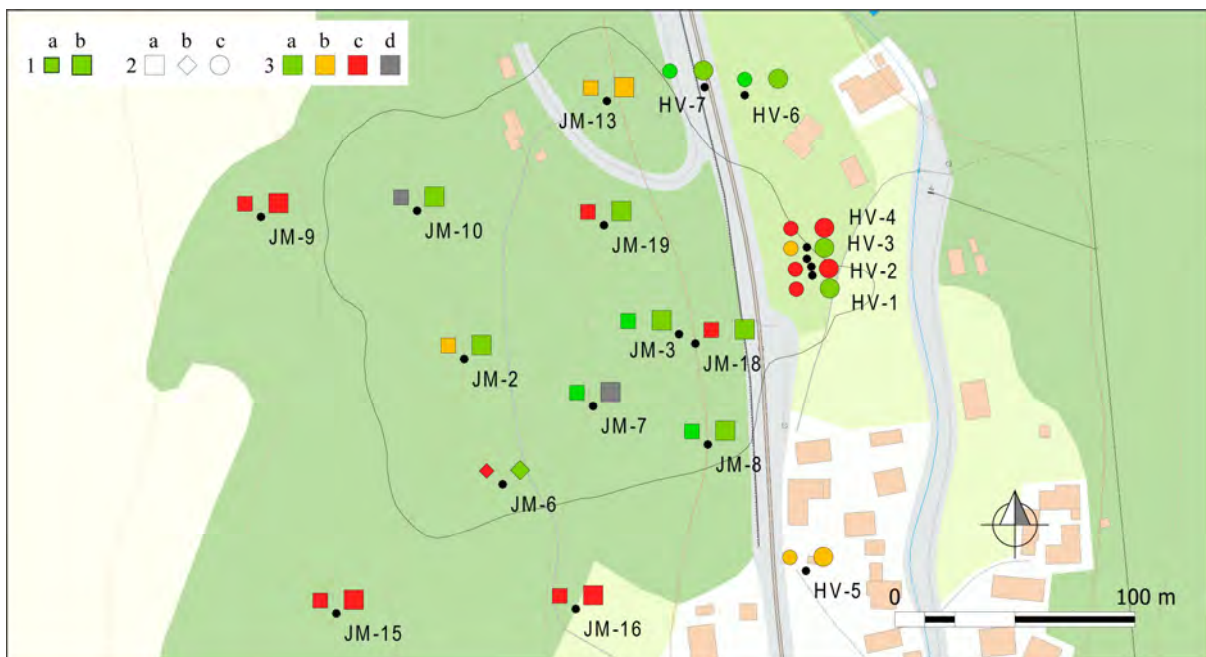 a b a b c a b c d
1 2 3
JM-13
HV-7
HV-6
JM-9
JM-10
JM-19
HV-4
HV-3
HV-2
HV-1
JM-3
JM-18
JM-2
JM-7
JM-8
JM-6
HV-5
JM-15
JM-16
0 100 m